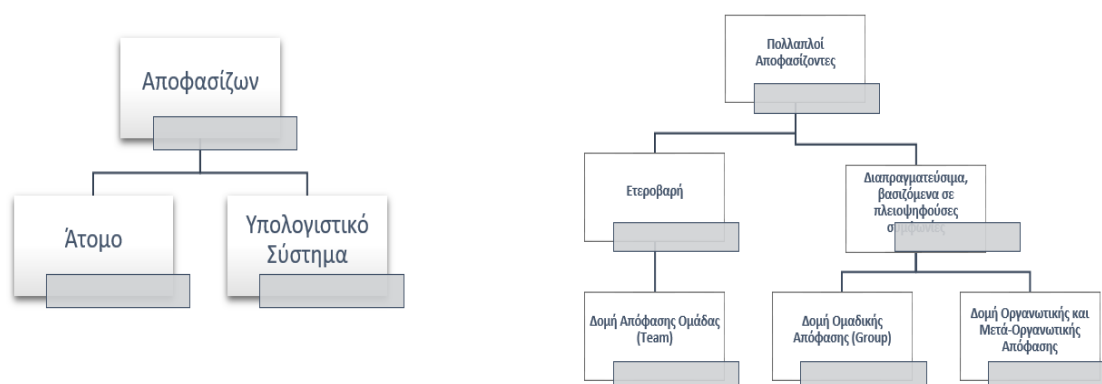 Αποφασίζων
Άτομο
Υπολογιστικό
Σύστημα
Πολλαπλοί
Αποφασίζοντες
Ετεροβαρή
Διαπραγματεύσιμα,
βασιζόμενα σε
πλειοψηφούσες
συμφωνίες
Δομή Απόφασης Ομάδας
(Team)
Δομή Ομαδικής
Απόφασης (Group)
Δομή Οργανωτικής και
Μετά-Οργανωτικής
Απόφασης